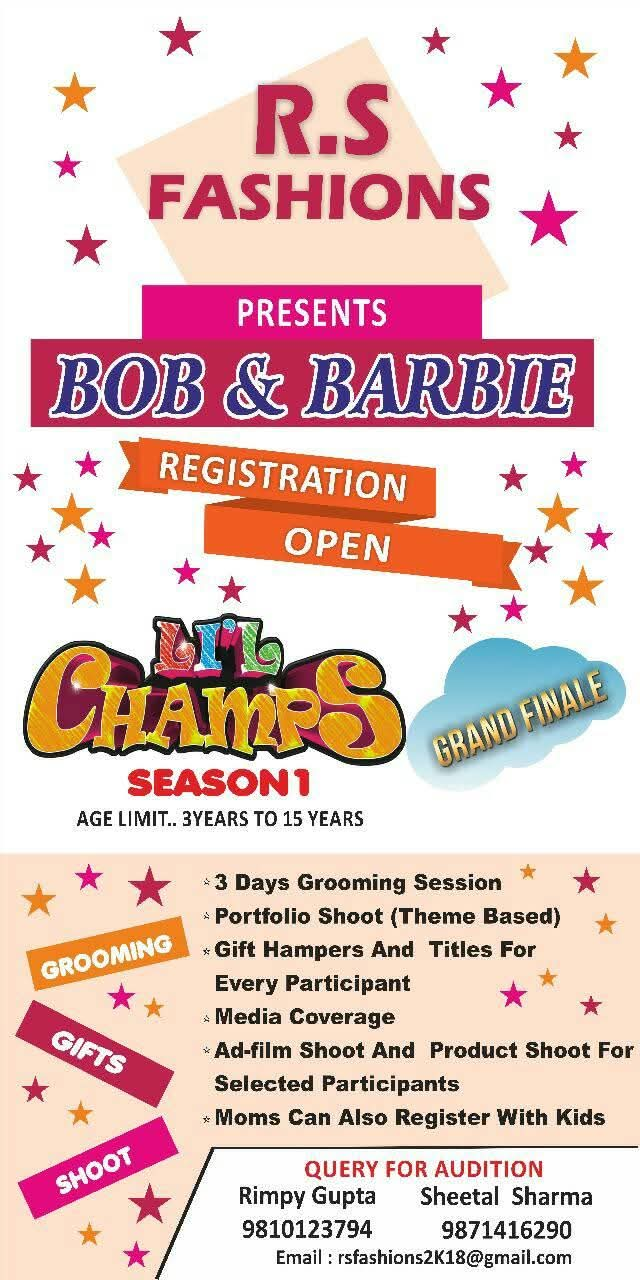 R.S
FASHIONS
PRESENTS
BOB & BARBIE
REGISTRATION
OPEN
LI'L
CHAMPS
SEASON 1
GRAND FINALE
AGE LIMIT.. 3YEARS TO 15 YEARS
GROOMING
GIFTS
SHOOT
3 Days Grooming Session
Portfolio Shoot (Theme Based)
Gift Hampers And Titles For
Every Participant
Media Coverage
Ad-film Shoot And Product Shoot For
Selected Participants
Moms Can Also Register With Kids
QUERY FOR AUDITION
Rimpy Gupta Sheetal Sharma
9810123794 9871416290
Email : rsfashions2K18@gmail.com